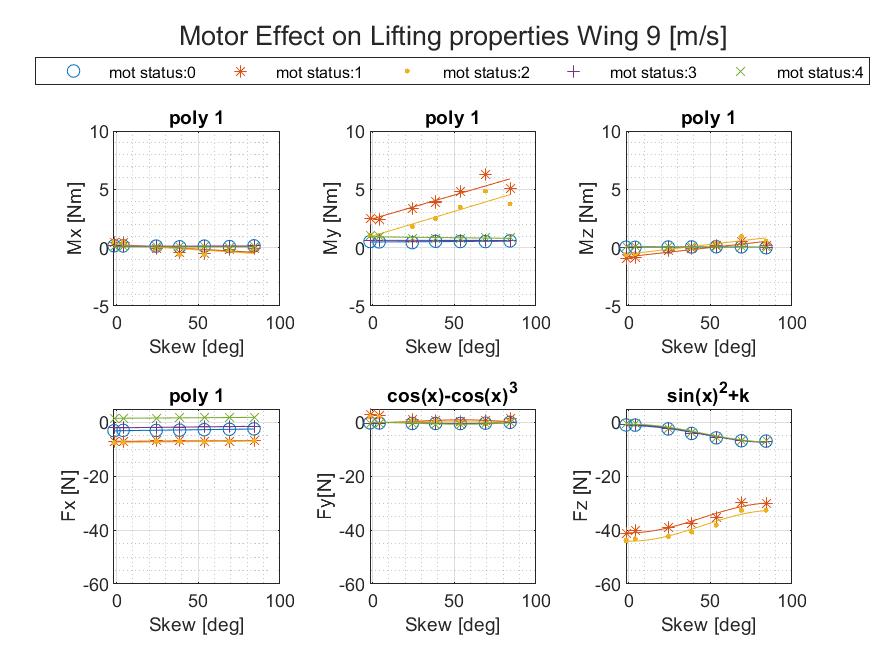 Motor Effect on Lifting properties Wing 9 [m/s]
mot status:0 mot status:1 mot status:2 mot status:3 mot status:4
poly 1 poly 1 poly 1
10 10 10
5 5 5
0 0 0
-5 -5 -5
Mx [Nm] My [Nm] Mz [Nm]
0 50 100 0 50 100 0 50 100
Skew [deg] Skew [deg] Skew [deg]
poly 1 cos(x)-cos(x)³ sin(x)²+k
0 0 0
-20 -20 -20
-40 -40 -40
-60 -60 -60
Fx [N] Fy[N] Fz [N]
0 50 100 0 50 100 0 50 100
Skew [deg] Skew [deg] Skew [deg]